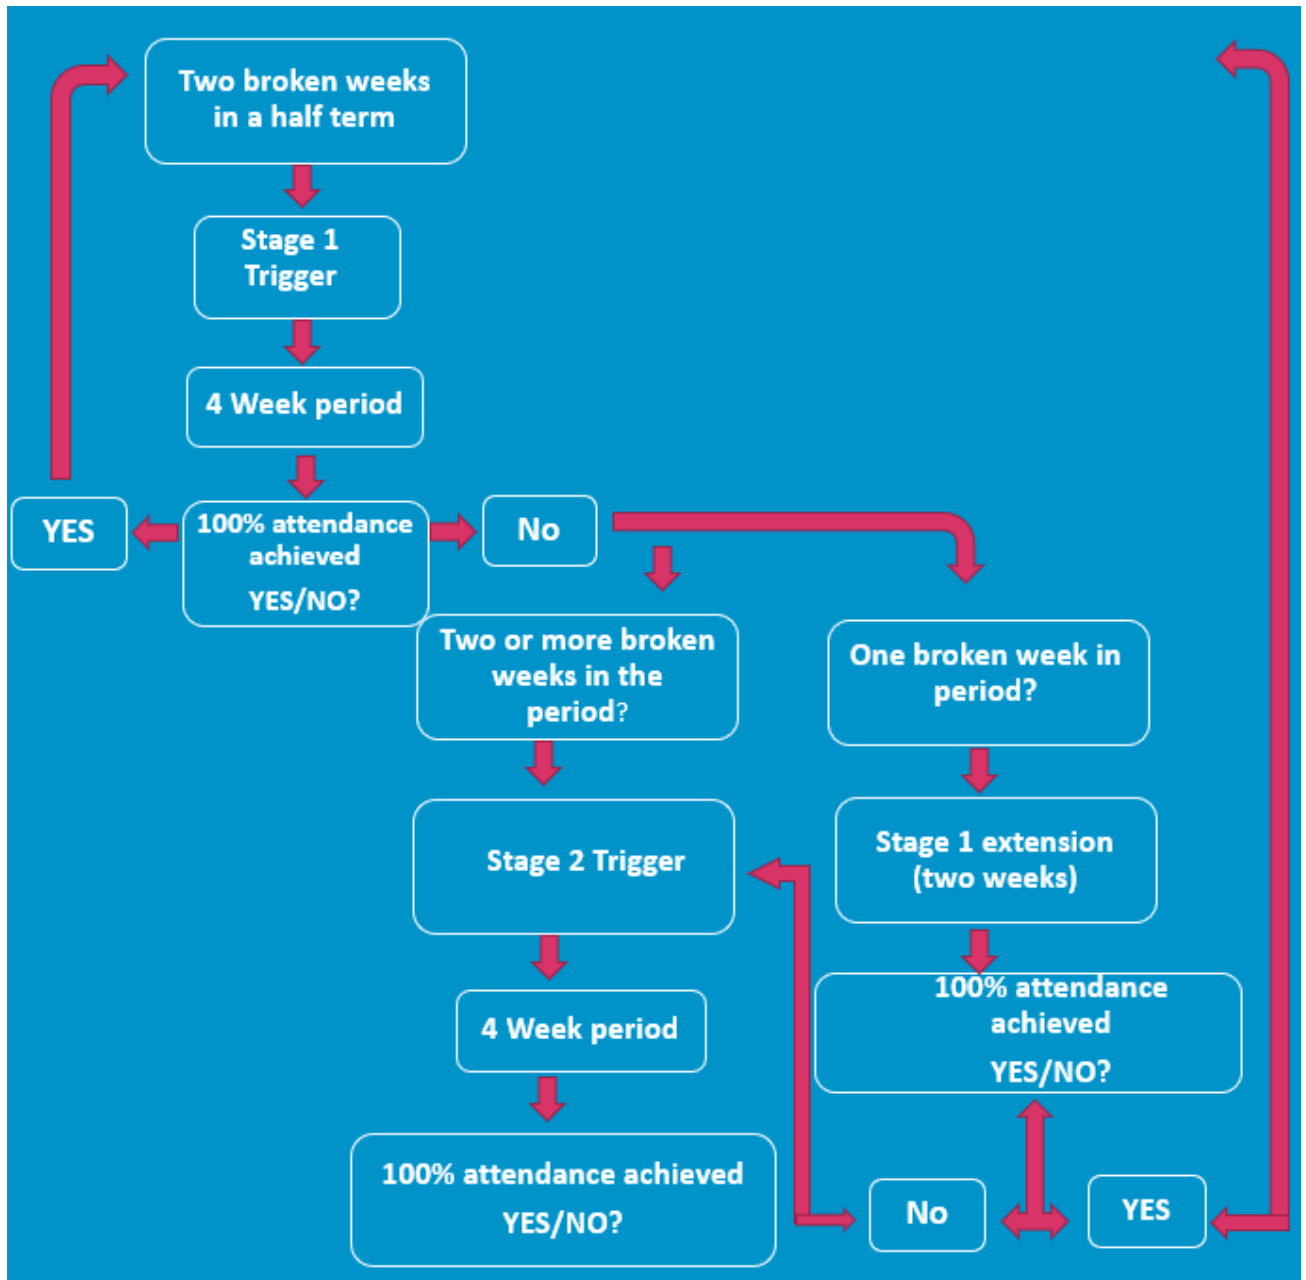 Two broken weeks
in a half term
Stage 1
Trigger
4 Week period
YES
100% attendance
achieved
YES/NO?
No
Two or more broken
weeks in the
period?
One broken week in
period?
Stage 2 Trigger
Stage 1 extension
(two weeks)
4 Week period
100% attendance
achieved
YES/NO?
100% attendance achieved
YES/NO?
No
YES